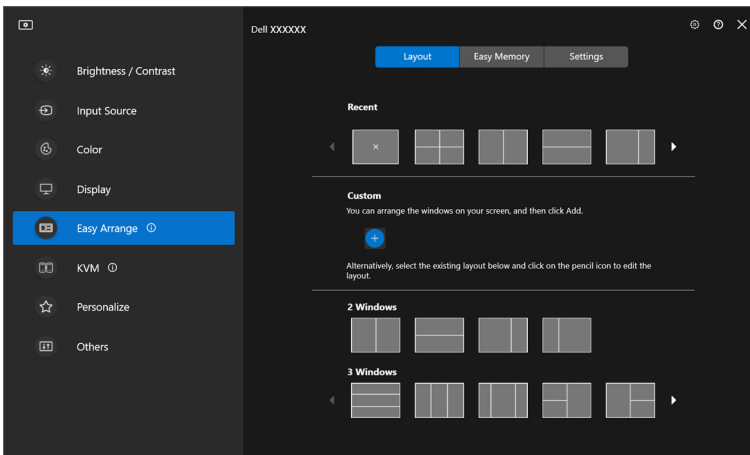 Dell XXXXXX
Brightness / Contrast
Input Source
Color
Display
Easy Arrange
KVM
Personalize
Others
Layout
Easy Memory
Settings
Recent
Custom
You can arrange the windows on your screen, and then click Add.
Alternatively, select the existing layout below and click on the pencil icon to edit the
layout.
2 Windows
3 Windows